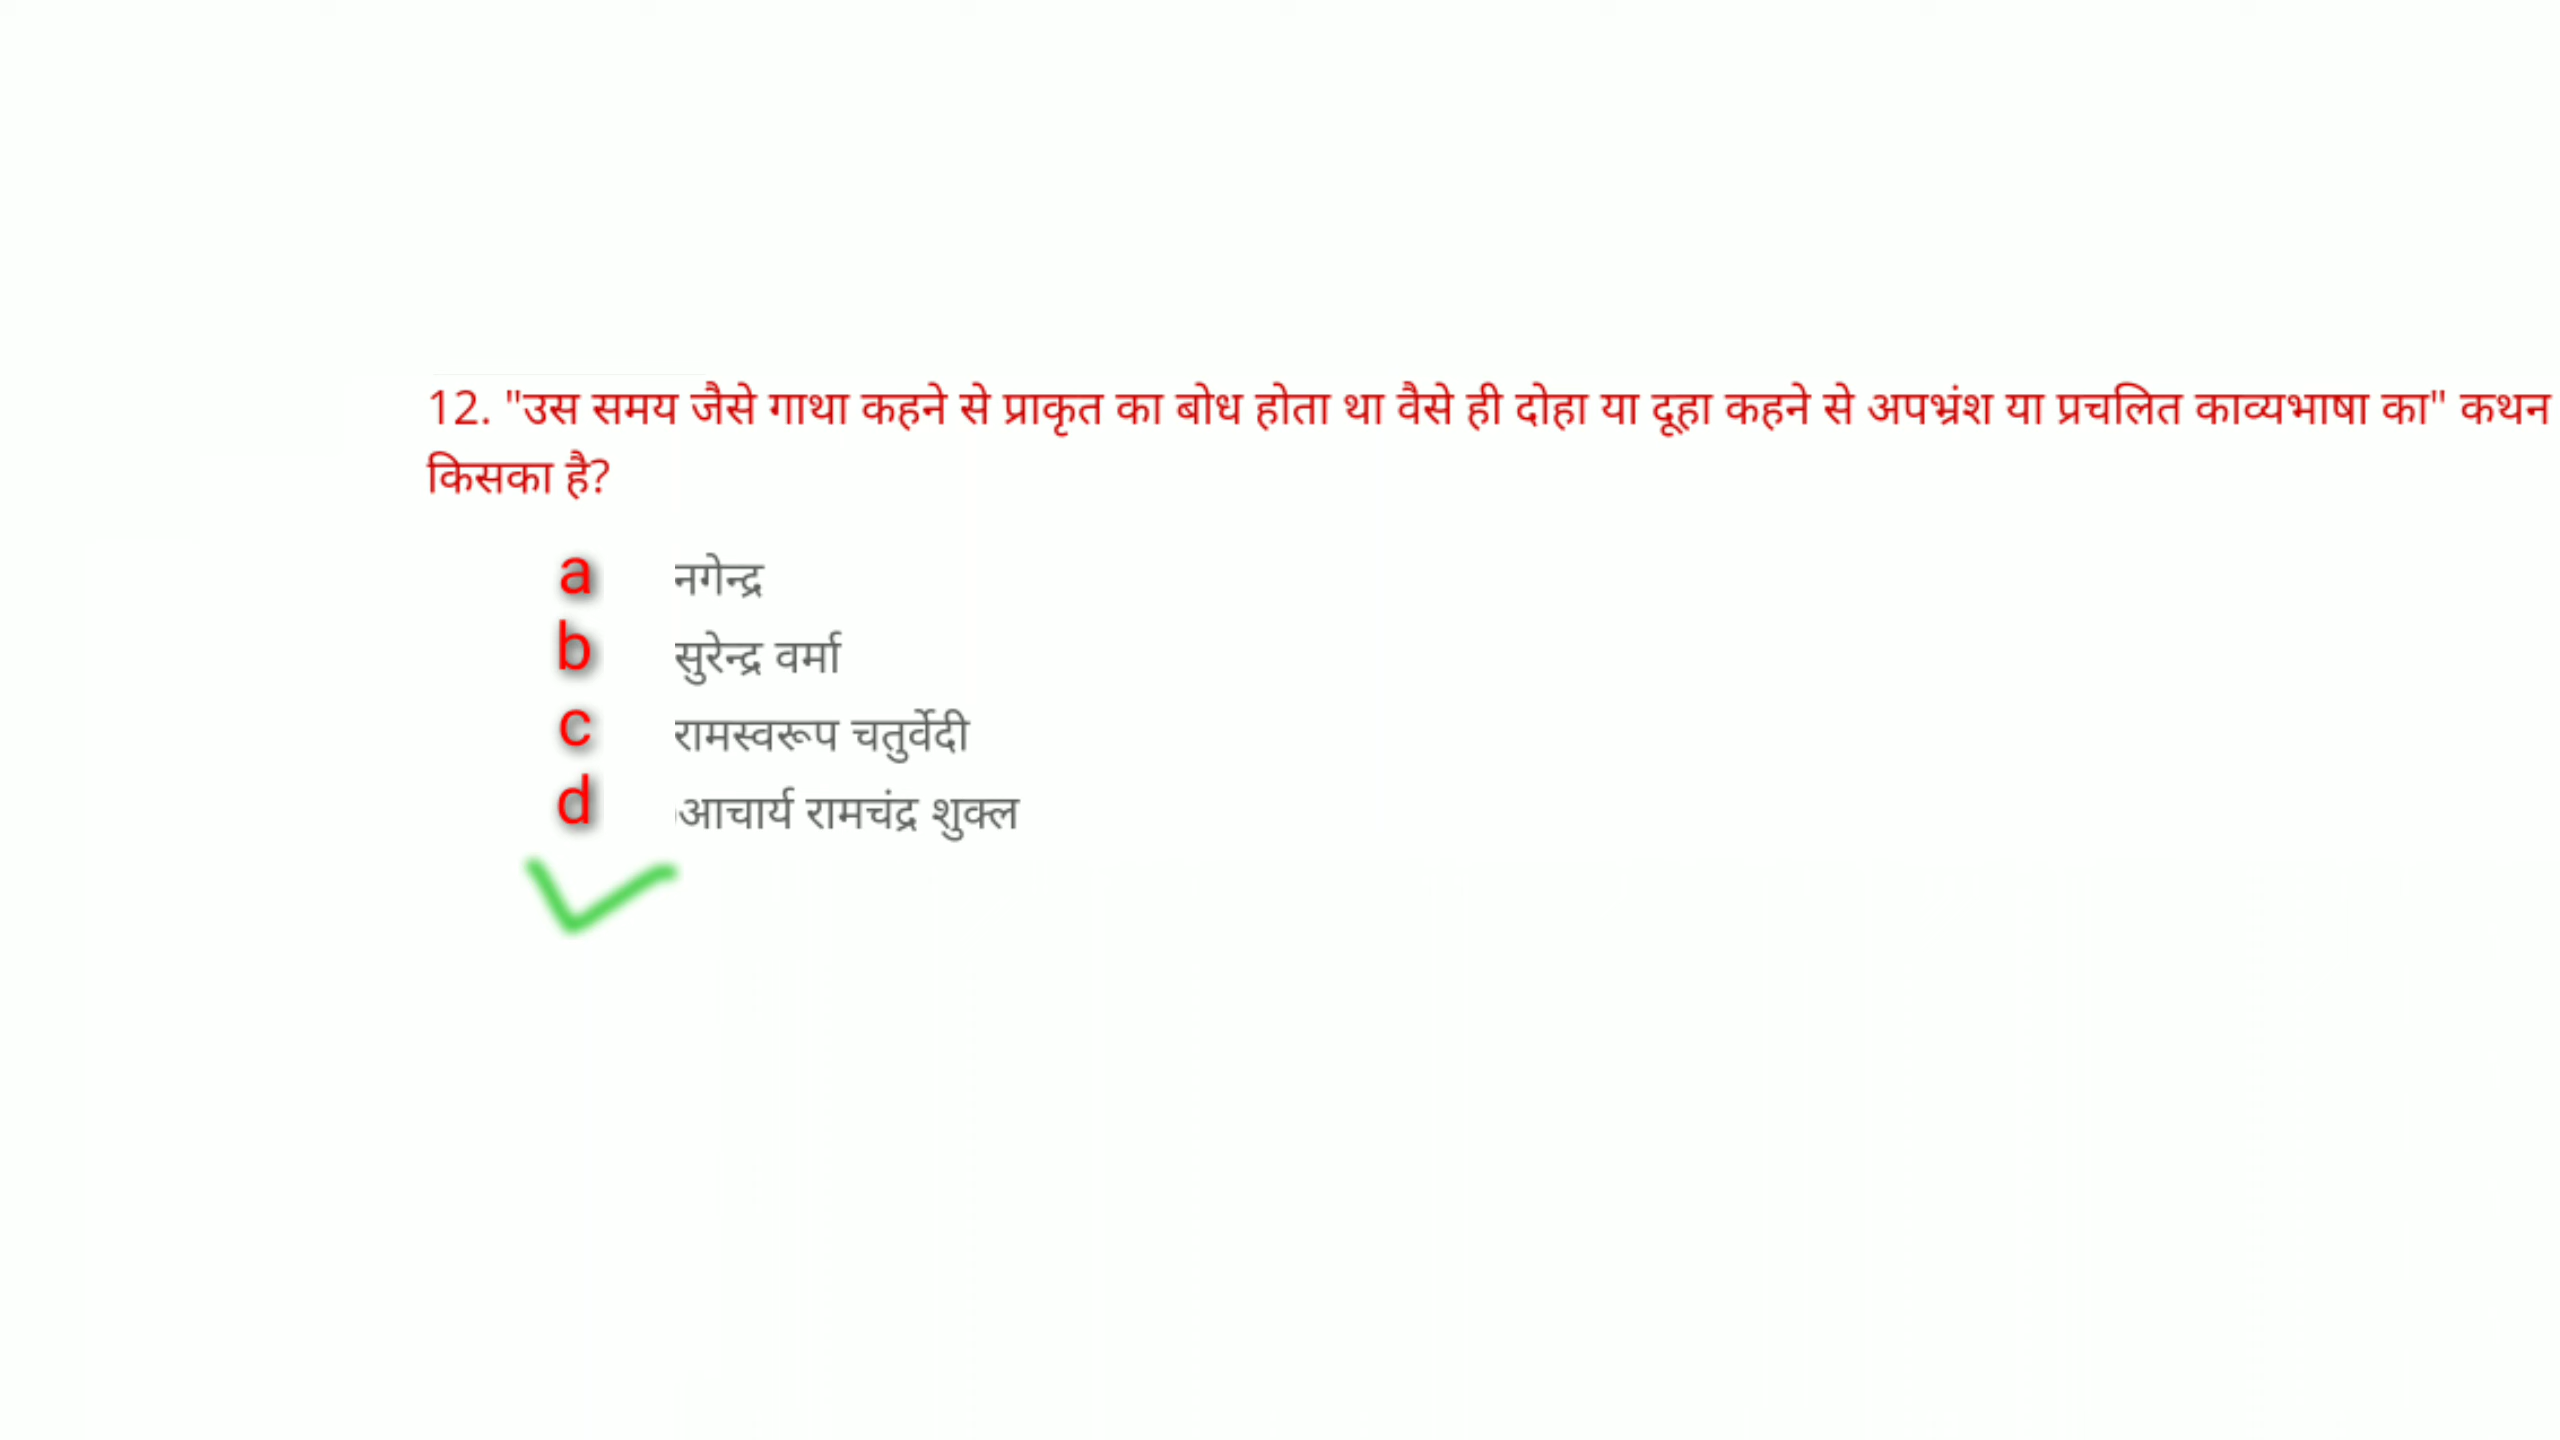 12. "उस समय जैसे गाथा कहने से प्राकृत का बोध होता था वैसे ही दोहा या दूहा कहने से अपभ्रंश या प्रचलित काव्यभाषा का" कथन
किसका है?
a नगेन्द्र
b सुरेन्द्र वर्मा
c रामस्वरूप चतुर्वेदी
d आचार्य रामचंद्र शुक्ल